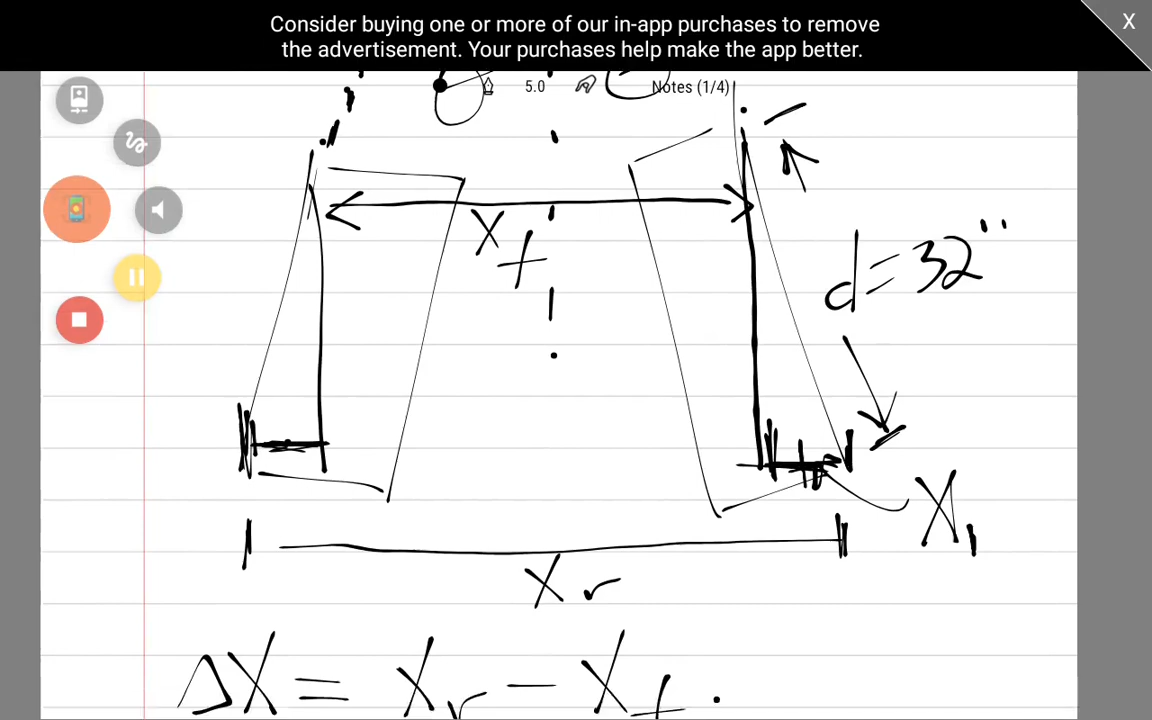 Consider buying one or more of our in-app purchases to remove
the advertisement. Your purchases help make the app better.
X
5.0 Notes (1/4)
Xf
d = 32"
X1
Xr
ΔX = Xr - Xf